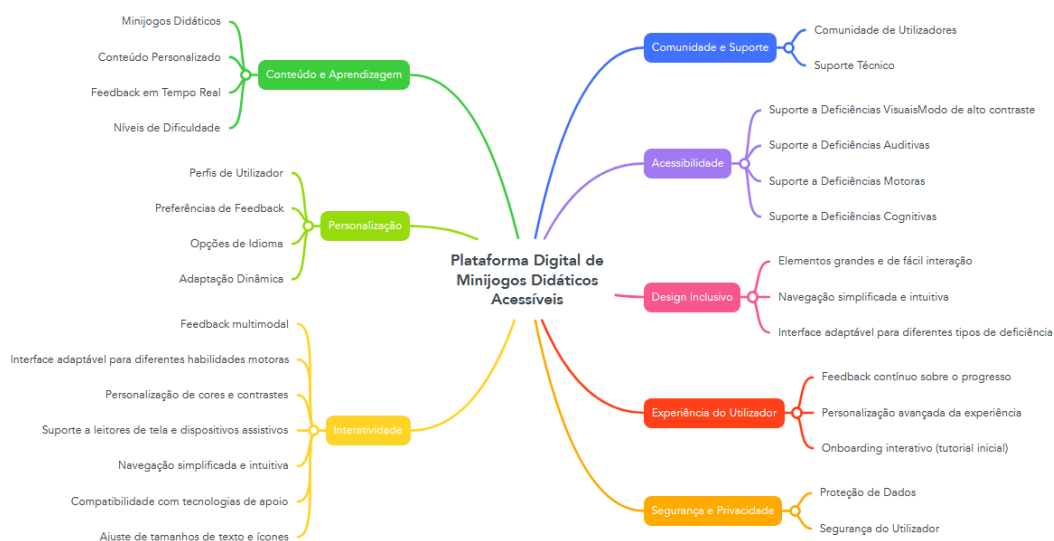 Plataforma Digital de
Minijogos Didáticos
Acessíveis
Conteúdo e Aprendizagem
Minijogos Didáticos
Conteúdo Personalizado
Feedback em Tempo Real
Níveis de Dificuldade
Personalização
Perfis de Utilizador
Preferências de Feedback
Opções de Idioma
Adaptação Dinâmica
Interatividade
Feedback multimodal
Interface adaptável para diferentes habilidades motoras
Personalização de cores e contrastes
Suporte a leitores de tela e dispositivos assistivos
Navegação simplificada e intuitiva
Compatibilidade com tecnologias de apoio
Ajuste de tamanhos de texto e ícones
Comunidade e Suporte
Comunidade de Utilizadores
Suporte Técnico
Acessibilidade
Suporte a Deficiências VisuaisModo de alto contraste
Suporte a Deficiências Auditivas
Suporte a Deficiências Motoras
Suporte a Deficiências Cognitivas
Design Inclusivo
Elementos grandes e de fácil interação
Navegação simplificada e intuitiva
Interface adaptável para diferentes tipos de deficiência
Experiência do Utilizador
Feedback contínuo sobre o progresso
Personalização avançada da experiência
Onboarding interativo (tutorial inicial)
Segurança e Privacidade
Proteção de Dados
Segurança do Utilizador